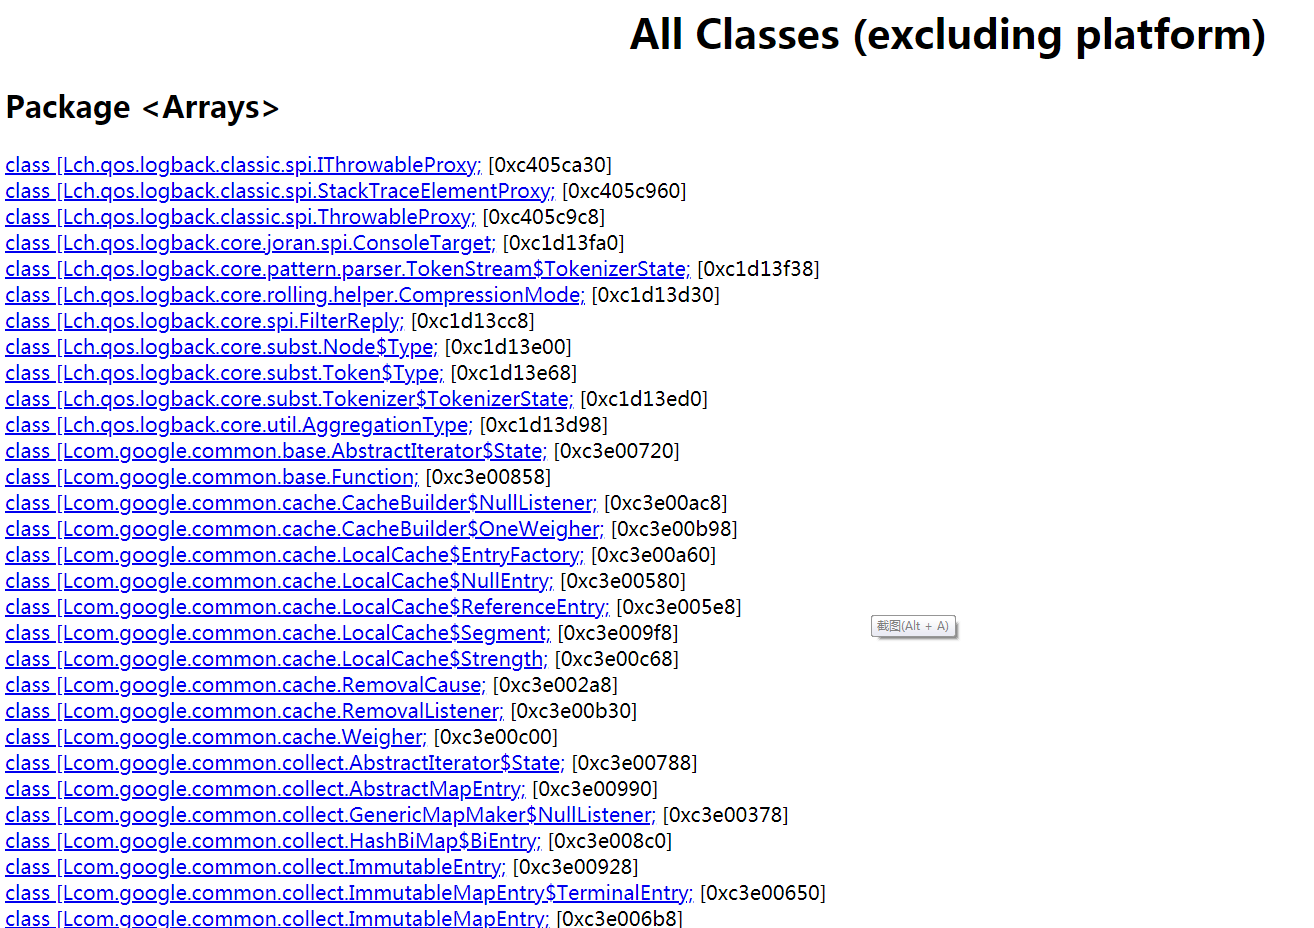 All Classes (excluding platform)
Package <Arrays>
class [Lch.qos.logback.classic.spi.IThrowableProxy; [0xc405ca30]
class [Lch.qos.logback.classic.spi.StackTraceElementProxy; [0xc405c960]
class [Lch.qos.logback.classic.spi.ThrowableProxy; [0xc405c9c8]
class [Lch.qos.logback.core.joran.spi.ConsoleTarget; [0xc1d13fa0]
class [Lch.qos.logback.core.pattern.parser.TokenStream$TokenizerState; [0xc1d13f38]
class [Lch.qos.logback.core.rolling.helper.CompressionMode; [0xc1d13d30]
class [Lch.qos.logback.core.spi.FilterReply; [0xc1d13cc8]
class [Lch.qos.logback.core.subst.Node$Type; [0xc1d13e00]
class [Lch.qos.logback.core.subst.Token$Type; [0xc1d13e68]
class [Lch.qos.logback.core.subst.Tokenizer$TokenizerState; [0xc1d13ed0]
class [Lch.qos.logback.core.util.AggregationType; [0xc1d13d98]
class [Lcom.google.common.base.AbstractIterator$State; [0xc3e00720]
class [Lcom.google.common.base.Function; [0xc3e00858]
class [Lcom.google.common.cache.CacheBuilder$NullListener; [0xc3e00ac8]
class [Lcom.google.common.cache.CacheBuilder$OneWeigher; [0xc3e00b98]
class [Lcom.google.common.cache.LocalCache$EntryFactory; [0xc3e00a60]
class [Lcom.google.common.cache.LocalCache$NullEntry; [0xc3e00580]
class [Lcom.google.common.cache.LocalCache$ReferenceEntry; [0xc3e005e8]
截图(Alt + A)
class [Lcom.google.common.cache.LocalCache$Segment; [0xc3e009f8]
class [Lcom.google.common.cache.LocalCache$Strength; [0xc3e00c68]
class [Lcom.google.common.cache.RemovalCause; [0xc3e002a8]
class [Lcom.google.common.cache.RemovalListener; [0xc3e00b30]
class [Lcom.google.common.cache.Weigher; [0xc3e00c00]
class [Lcom.google.common.collect.AbstractIterator$State; [0xc3e00788]
class [Lcom.google.common.collect.AbstractMapEntry; [0xc3e00990]
class [Lcom.google.common.collect.GenericMapMaker$NullListener; [0xc3e00378]
class [Lcom.google.common.collect.HashBiMap$BiEntry; [0xc3e008c0]
class [Lcom.google.common.collect.ImmutableEntry; [0xc3e00928]
class [Lcom.google.common.collect.ImmutableMapEntry$TerminalEntry; [0xc3e00650]
class [Lcom.google.common.collect.ImmutableMapEntry; [0xc3e006b8]